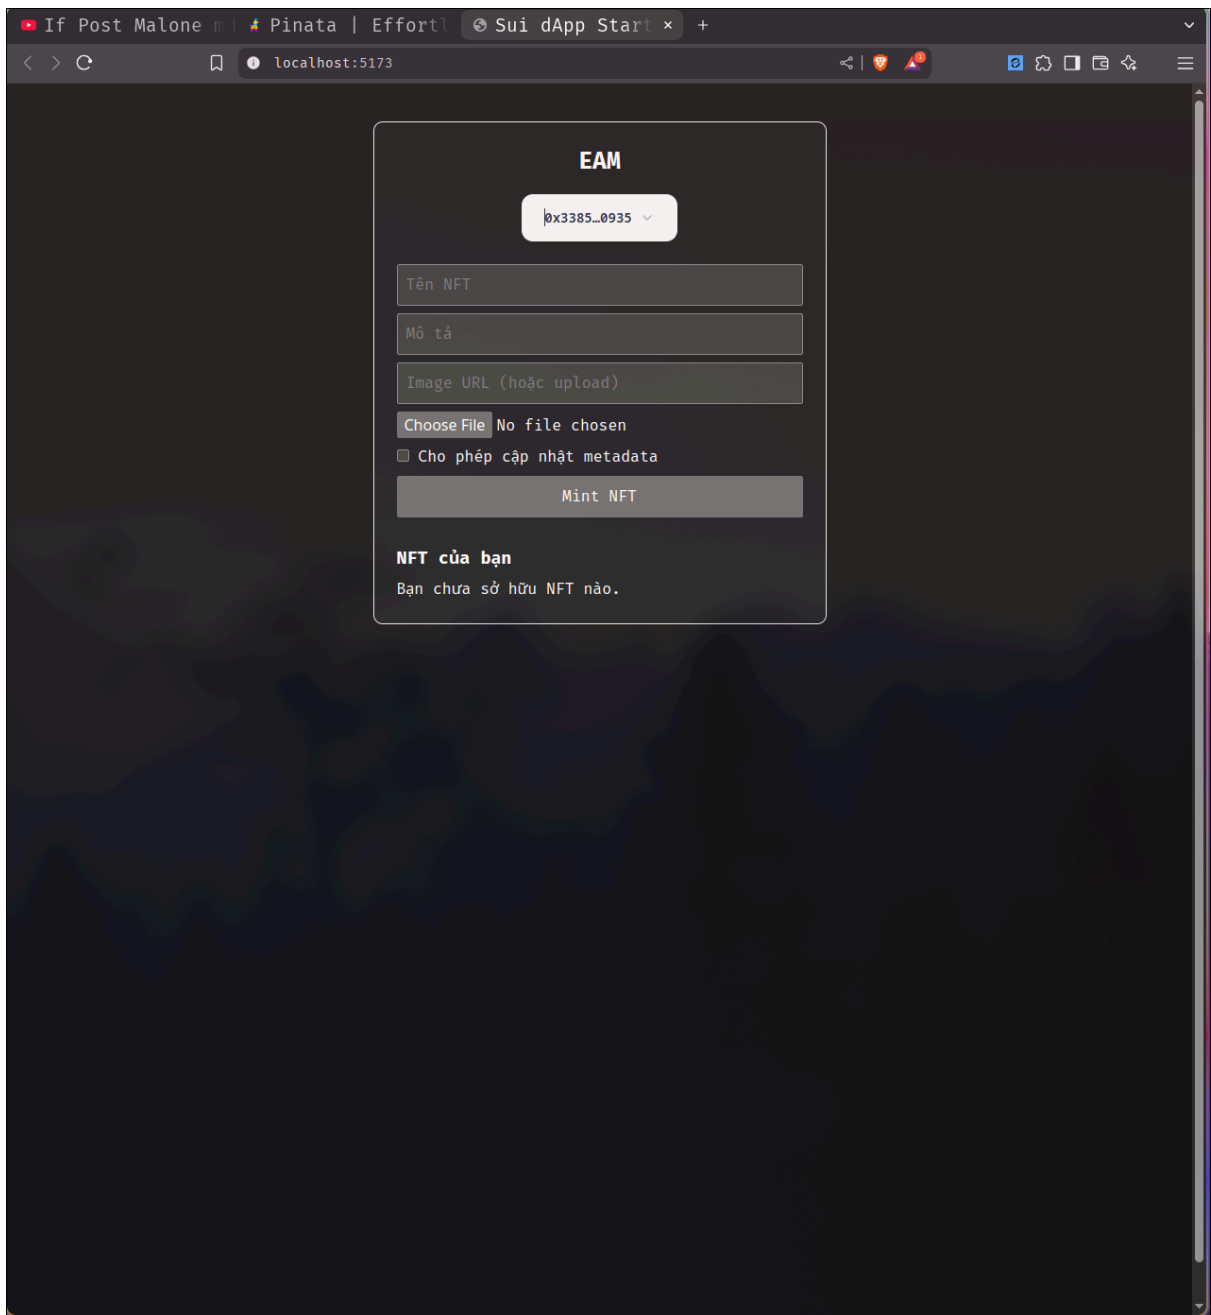 If Post Malone
Pinata | Effortl
Sui dApp Start
localhost:5173
EAM
0x3385…0935
Tên NFT
Mô tả
Image URL (hoặc upload)
Choose File No file chosen
Cho phép cập nhật metadata
Mint NFT
NFT của bạn
Bạn chưa sở hữu NFT nào.